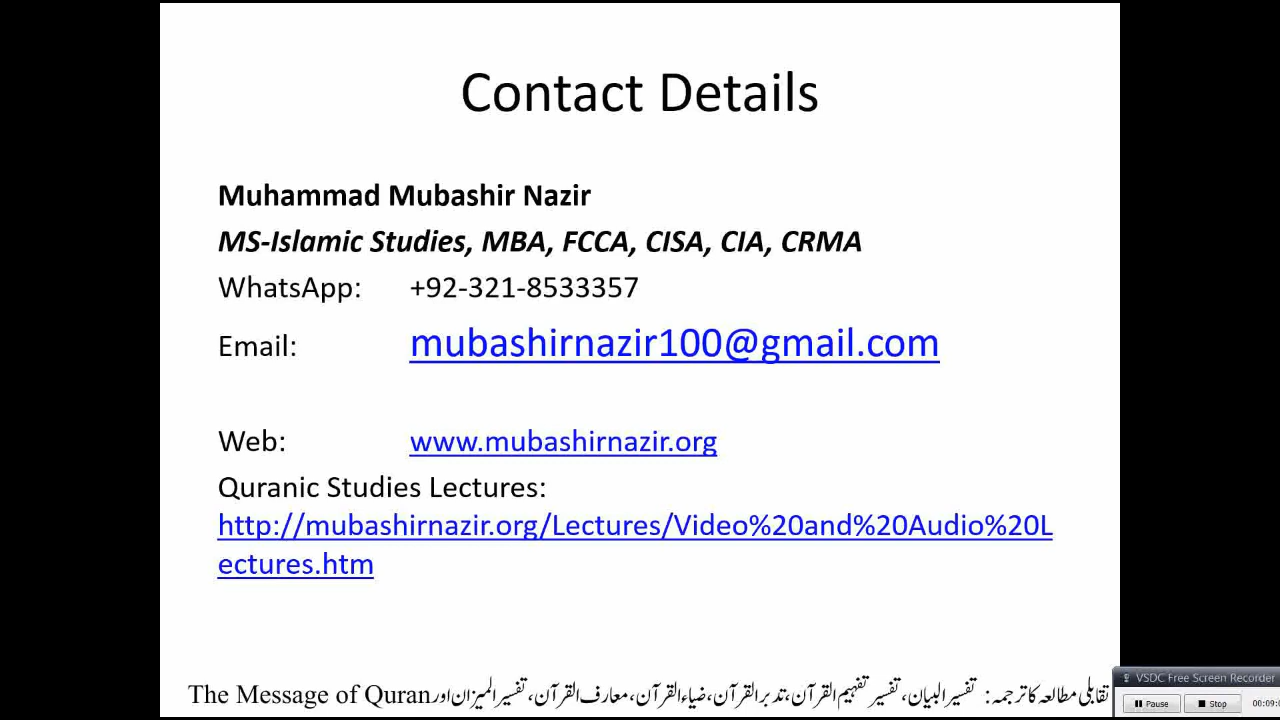 Contact Details
Muhammad Mubashir Nazir
MS-Islamic Studies, MBA, FCCA, CISA, CIA, CRMA
WhatsApp: +92-321-8533357
Email: mubashirnazir100@gmail.com
Web: www.mubashirnazir.org
Quranic Studies Lectures:
http://mubashirnazir.org/Lectures/Video%20and%20Audio%20L
ectures.htm
تقابلی مطالعہ کا ترجمہ: تفسیر البیان، تفسیر تفہیم القرآن، تدبر القرآن، ضیاءالقرآن، معارف القرآن، تفسیر المیزان اور The Message of Quran
VSDC Free Screen Recorder
Pause Stop